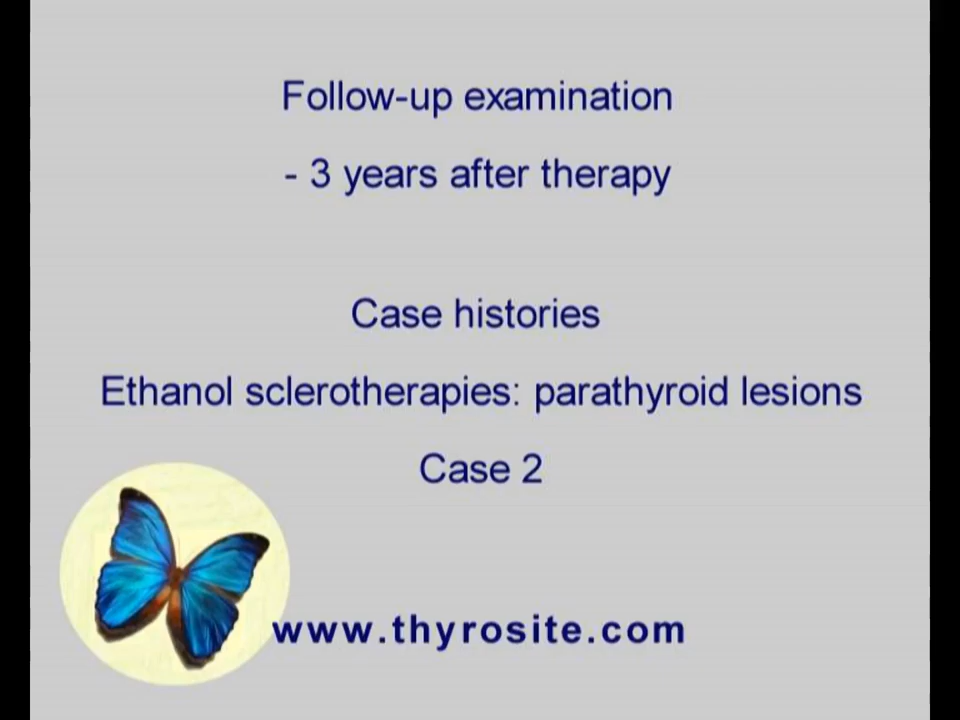 Follow-up examination
- 3 years after therapy
Case histories
Ethanol sclerotherapies: parathyroid lesions
Case 2
www.thyrosite.com